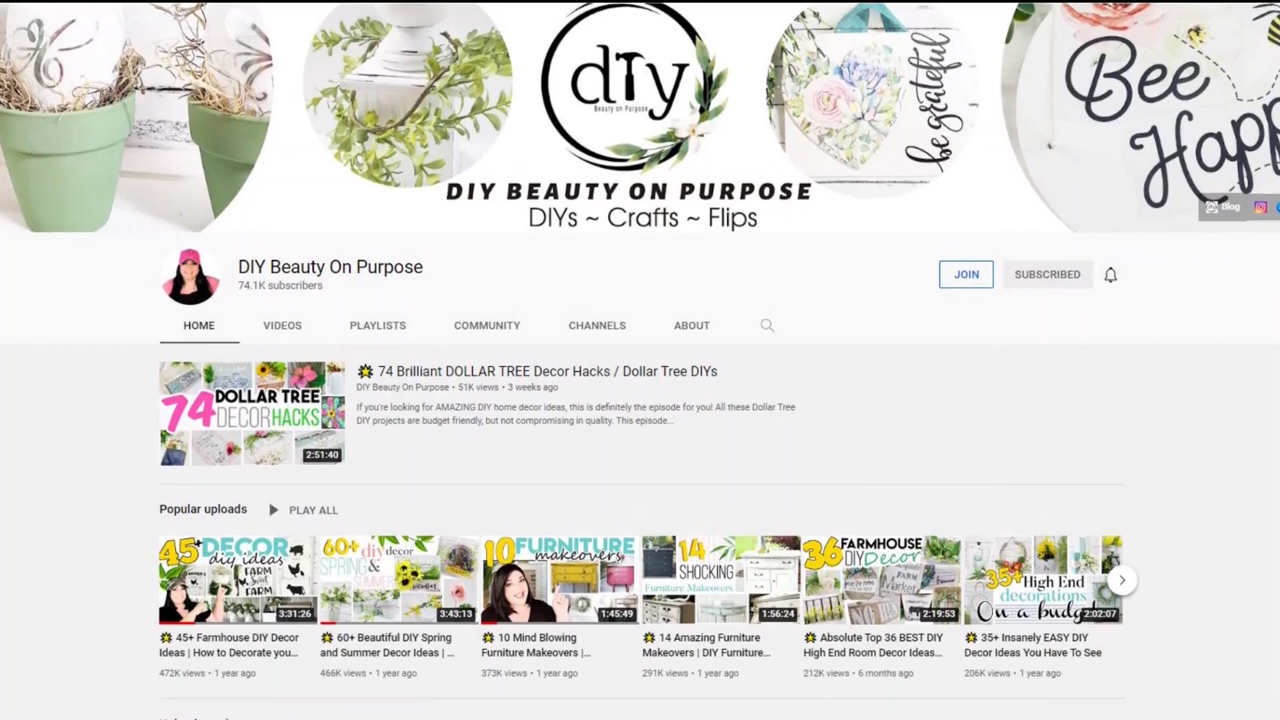 dTy
Beauty on Purpose
be grateful
Bee
Happ
DIY BEAUTY ON PURPOSE
DIYs ~ Crafts ~ Flips
Blog
DIY Beauty On Purpose
74.1K subscribers
JOIN
SUBSCRIBED
HOME
VIDEOS
PLAYLISTS
COMMUNITY
CHANNELS
ABOUT
74 DOLLAR TREE
DECOR HACKS
2:51:40
74 Brilliant DOLLAR TREE Decor Hacks / Dollar Tree DIYs
DIY Beauty On Purpose • 51K views • 3 weeks ago
If you're looking for AMAZING DIY home decor ideas, this is definitely the episode for you! All these Dollar Tree
DIY projects are budget friendly, but not compromising in quality. This episode...
Popular uploads
PLAY ALL
45+ DECOR
diy ideas
FARM
Sweet
FARM
3:31:26
45+ Farmhouse DIY Decor
Ideas | How to Decorate you...
472K views • 1 year ago
60+ diy decor
SPRING &
SUMMER
3:43:13
60+ Beautiful DIY Spring
and Summer Decor Ideas | ...
466K views • 1 year ago
10 FURNITURE
makeovers
1:45:49
10 Mind Blowing
Furniture Makeovers |...
373K views • 1 year ago
14
SHOCKING
Furniture Makeovers
1:56:24
14 Amazing Furniture
Makeovers | DIY Furniture...
291K views • 1 year ago
36 FARMHOUSE
DIY Decor
FARM
Market
2:19:53
Absolute Top 36 BEST DIY
High End Room Decor Ideas...
212K views • 6 months ago
35+ High End
decorations
On a budget
2:02:07
35+ Insanely EASY DIY
Decor Ideas You Have To See
206K views • 1 year ago